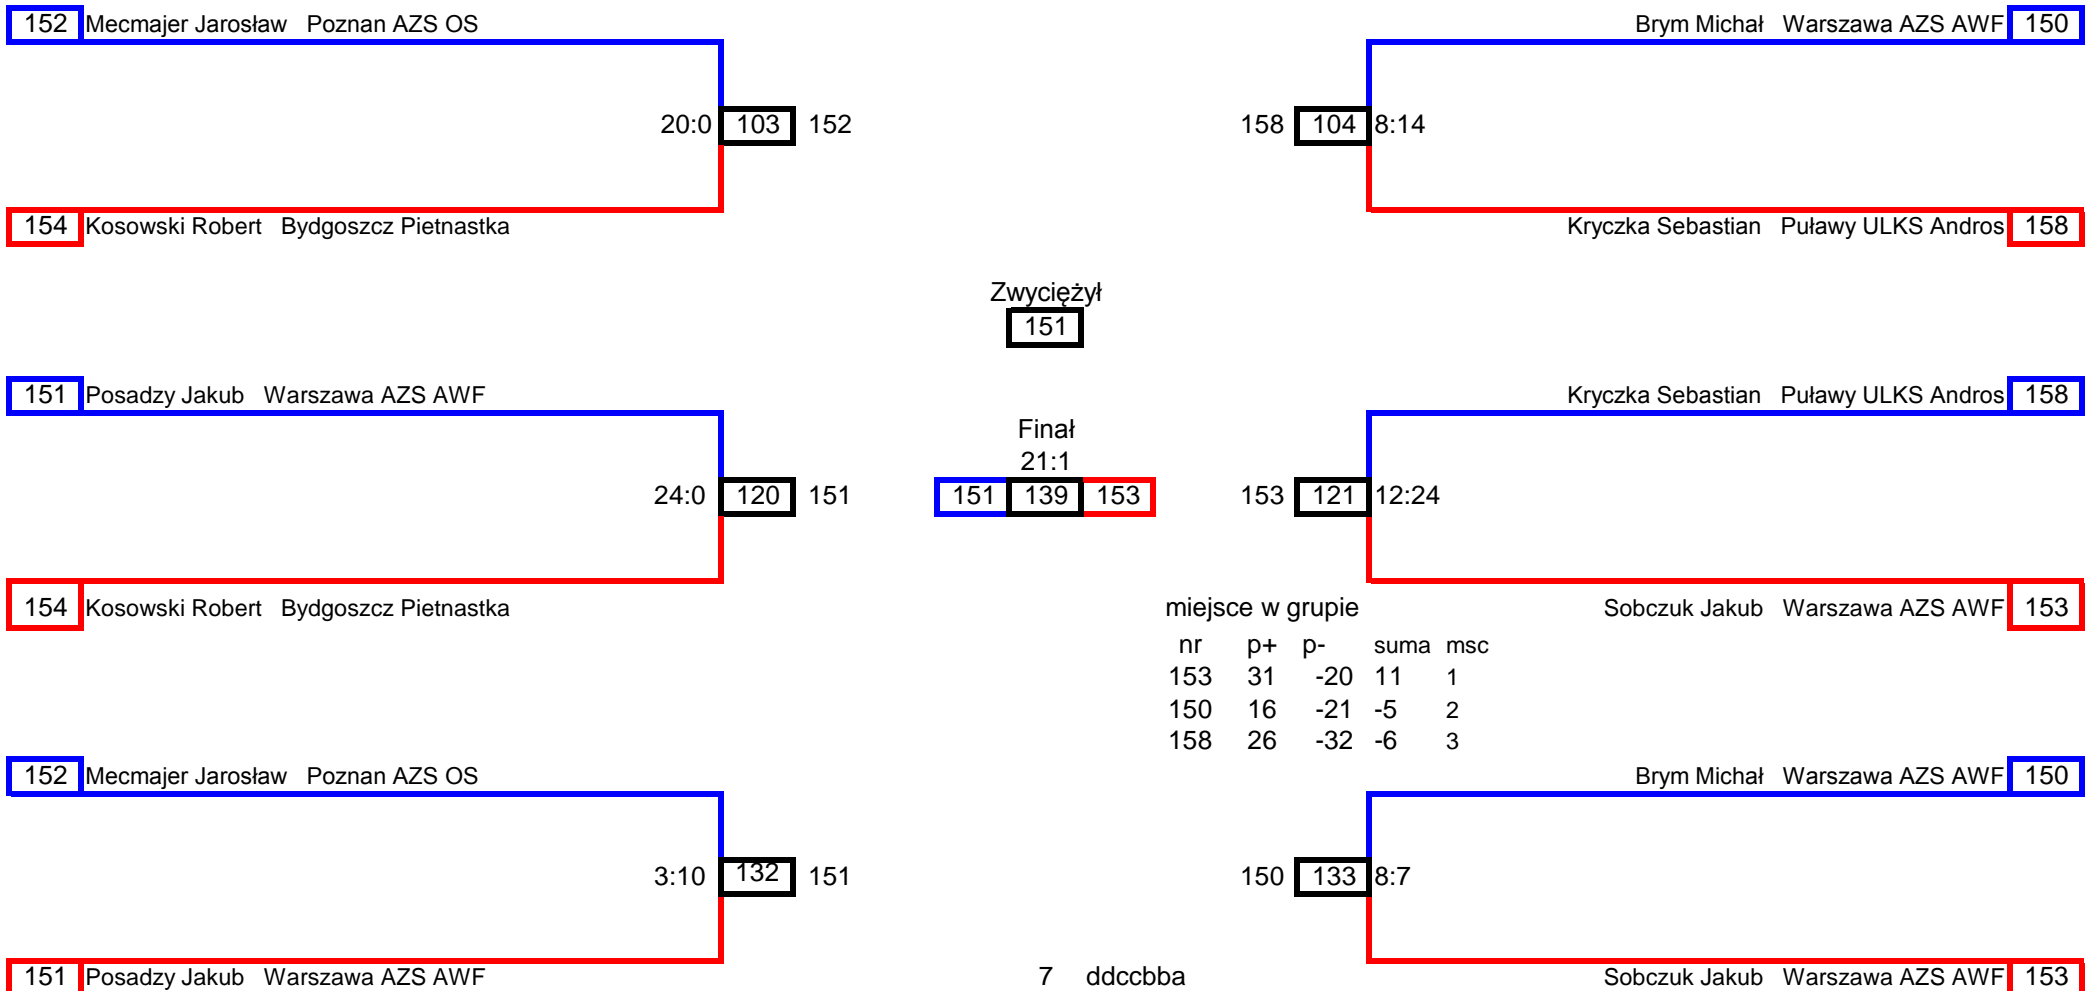 152 Mecmajer Jarosław Poznan AZS OS Brym Michał Warszawa AZS AWF 150
20:0 103 152 158 104 8:14
154 Kosowski Robert Bydgoszcz Pietnastka Kryczka Sebastian Puławy ULKS Andros 158
Zwyciężył
151
151 Posadzy Jakub Warszawa AZS AWF Kryczka Sebastian Puławy ULKS Andros 158
Finał
21:1
24:0 120 151 151 139 153 153 121 12:24
154 Kosowski Robert Bydgoszcz Pietnastka miejsce w grupie Sobczuk Jakub Warszawa AZS AWF 153
nr p+ p- suma msc
153 31 -20 11 1
150 16 -21 -5 2
158 26 -32 -6 3
152 Mecmajer Jarosław Poznan AZS OS Brym Michał Warszawa AZS AWF 150
3:10 132 151 150 133 8:7
151 Posadzy Jakub Warszawa AZS AWF 7 ddccbba Sobczuk Jakub Warszawa AZS AWF 153